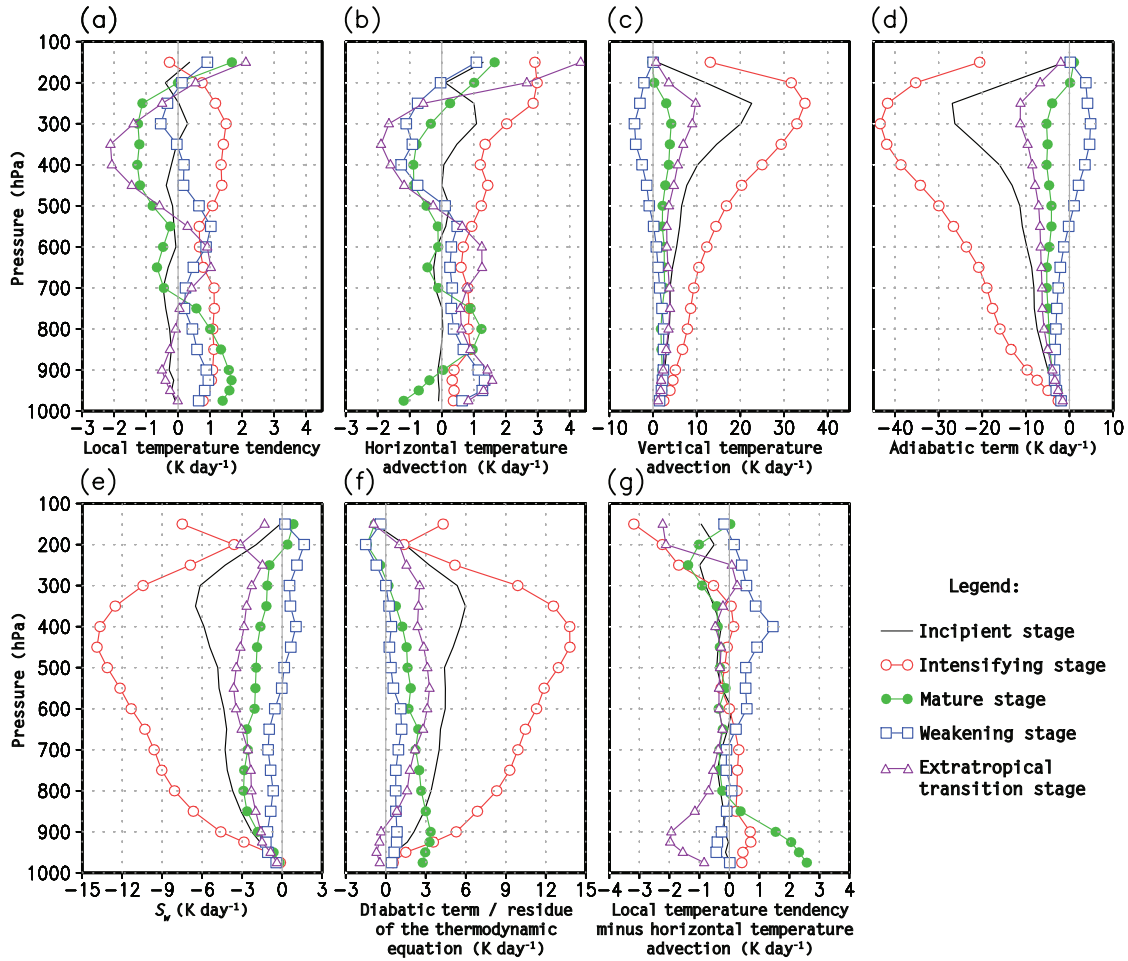 (a)
(b)
(c)
(d)
100
200
300
400
500
600
700
800
900
1000
Pressure (hPa)
-3 -2 -1 0 1 2 3
Local temperature tendency
(K day⁻¹)
-3 -2 -1 0 1 2 3 4
Horizontal temperature
advection (K day⁻¹)
-10 0 10 20 30 40
Vertical temperature
advection (K day⁻¹)
-40 -30 -20 -10 0 10
Adiabatic term (K day⁻¹)
(e)
(f)
(g)
100
200
300
400
500
600
700
800
900
1000
Pressure (hPa)
-15 -12 -9 -6 -3 0 3
Sw (K day⁻¹)
-3 0 3 6 9 12 15
Diabatic term / residue
of the thermodynamic
equation (K day⁻¹)
-4 -3 -2 -1 0 1 2 3 4
Local temperature tendency
minus horizontal temperature
advection (K day⁻¹)
Legend:
Incipient stage
Intensifying stage
Mature stage
Weakening stage
Extratropical
transition stage